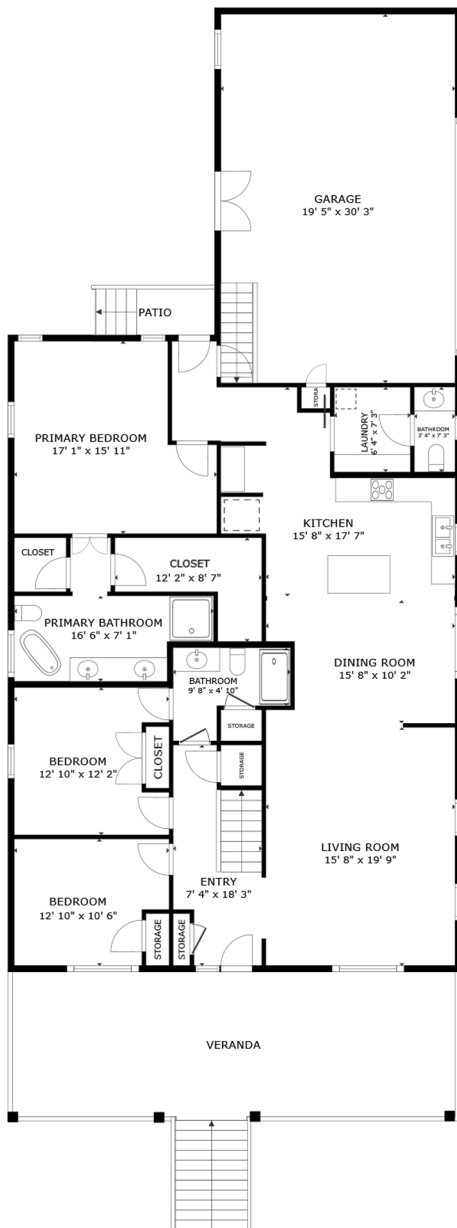 GARAGE
19' 5" x 30' 3"
PATIO
PRIMARY BEDROOM
17' 1" x 15' 11"
STORA
LAUNDRY
6' 4" x 7' 3"
BATHROOM
3' 4" x 7' 3"
KITCHEN
15' 8" x 17' 7"
CLOSET
CLOSET
12' 2" x 8' 7"
PRIMARY BATHROOM
16' 6" x 7' 1"
DINING ROOM
15' 8" x 10' 2"
BATHROOM
9' 8" x 4' 10"
STORAGE
BEDROOM
12' 10" x 12' 2"
CLOSET
STORAGE
LIVING ROOM
15' 8" x 19' 9"
ENTRY
7' 4" x 18' 3"
BEDROOM
12' 10" x 10' 6"
STORAGE
STORAGE
VERANDA